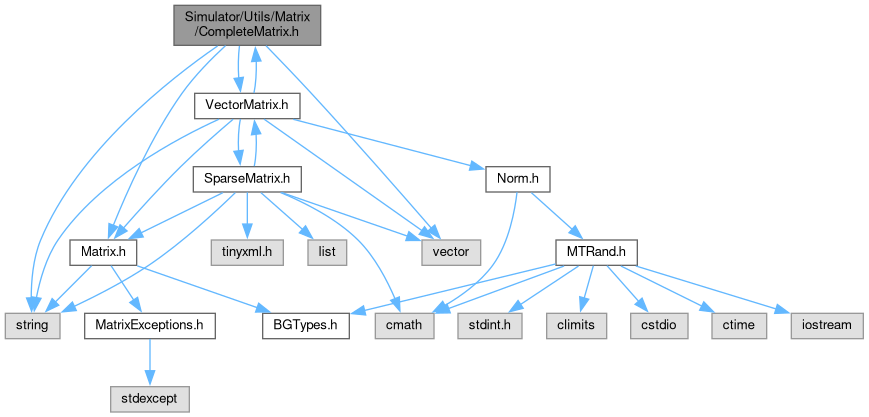 Simulator/Utils/Matrix
/CompleteMatrix.h
VectorMatrix.h
SparseMatrix.h
Norm.h
Matrix.h
tinyxml.h
list
vector
MTRand.h
string
MatrixExceptions.h
BGTypes.h
cmath
stdint.h
climits
cstdio
ctime
iostream
stdexcept